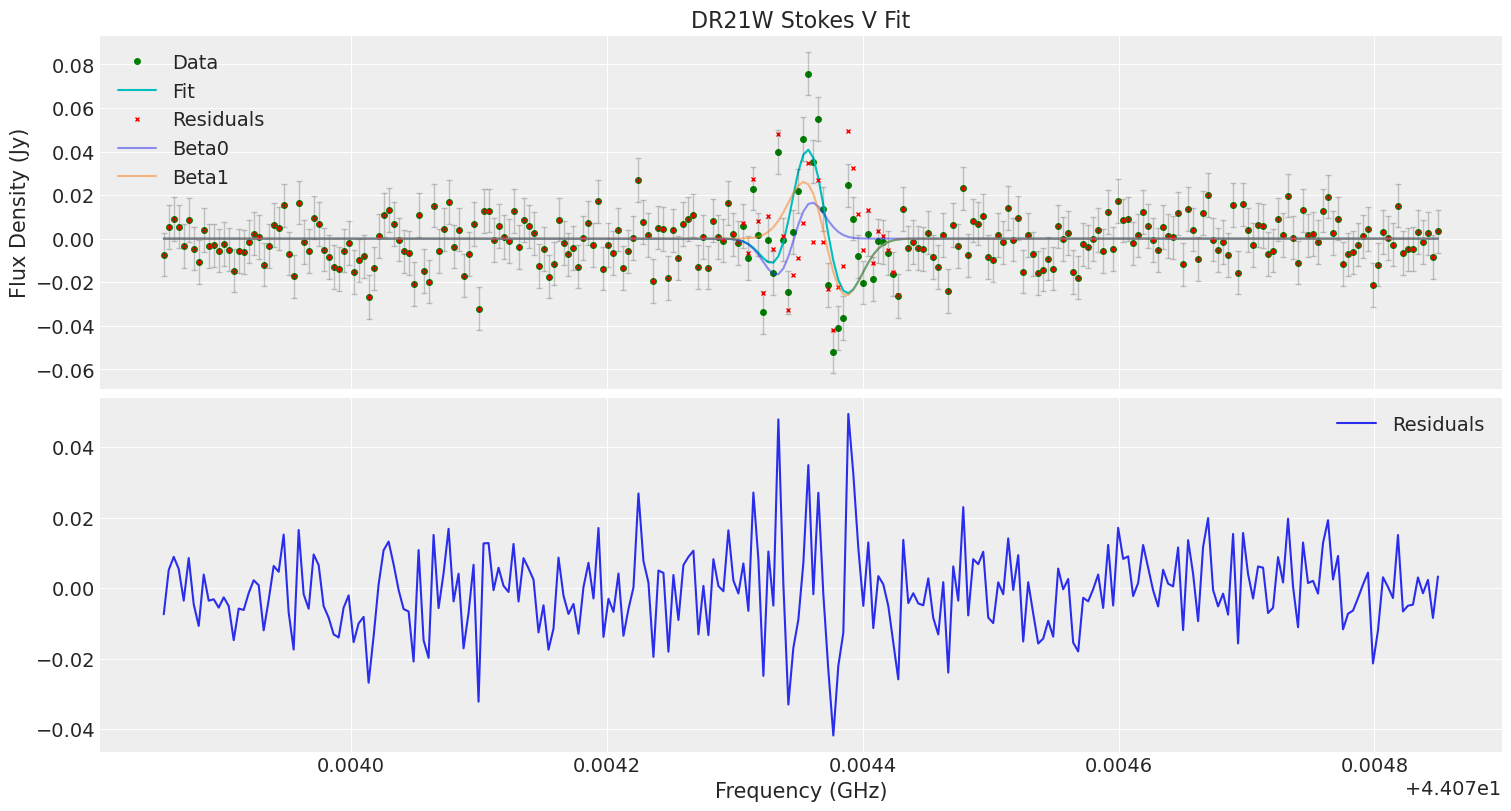 DR21W Stokes V Fit
Flux Density (Jy)
0.08
0.06
0.04
0.02
0.00
−0.02
−0.04
−0.06
Data
Fit
Residuals
Beta0
Beta1
0.04
0.02
0.00
−0.02
−0.04
Residuals
0.0040
0.0042
0.0044
0.0046
0.0048
Frequency (GHz)
+4.407e1